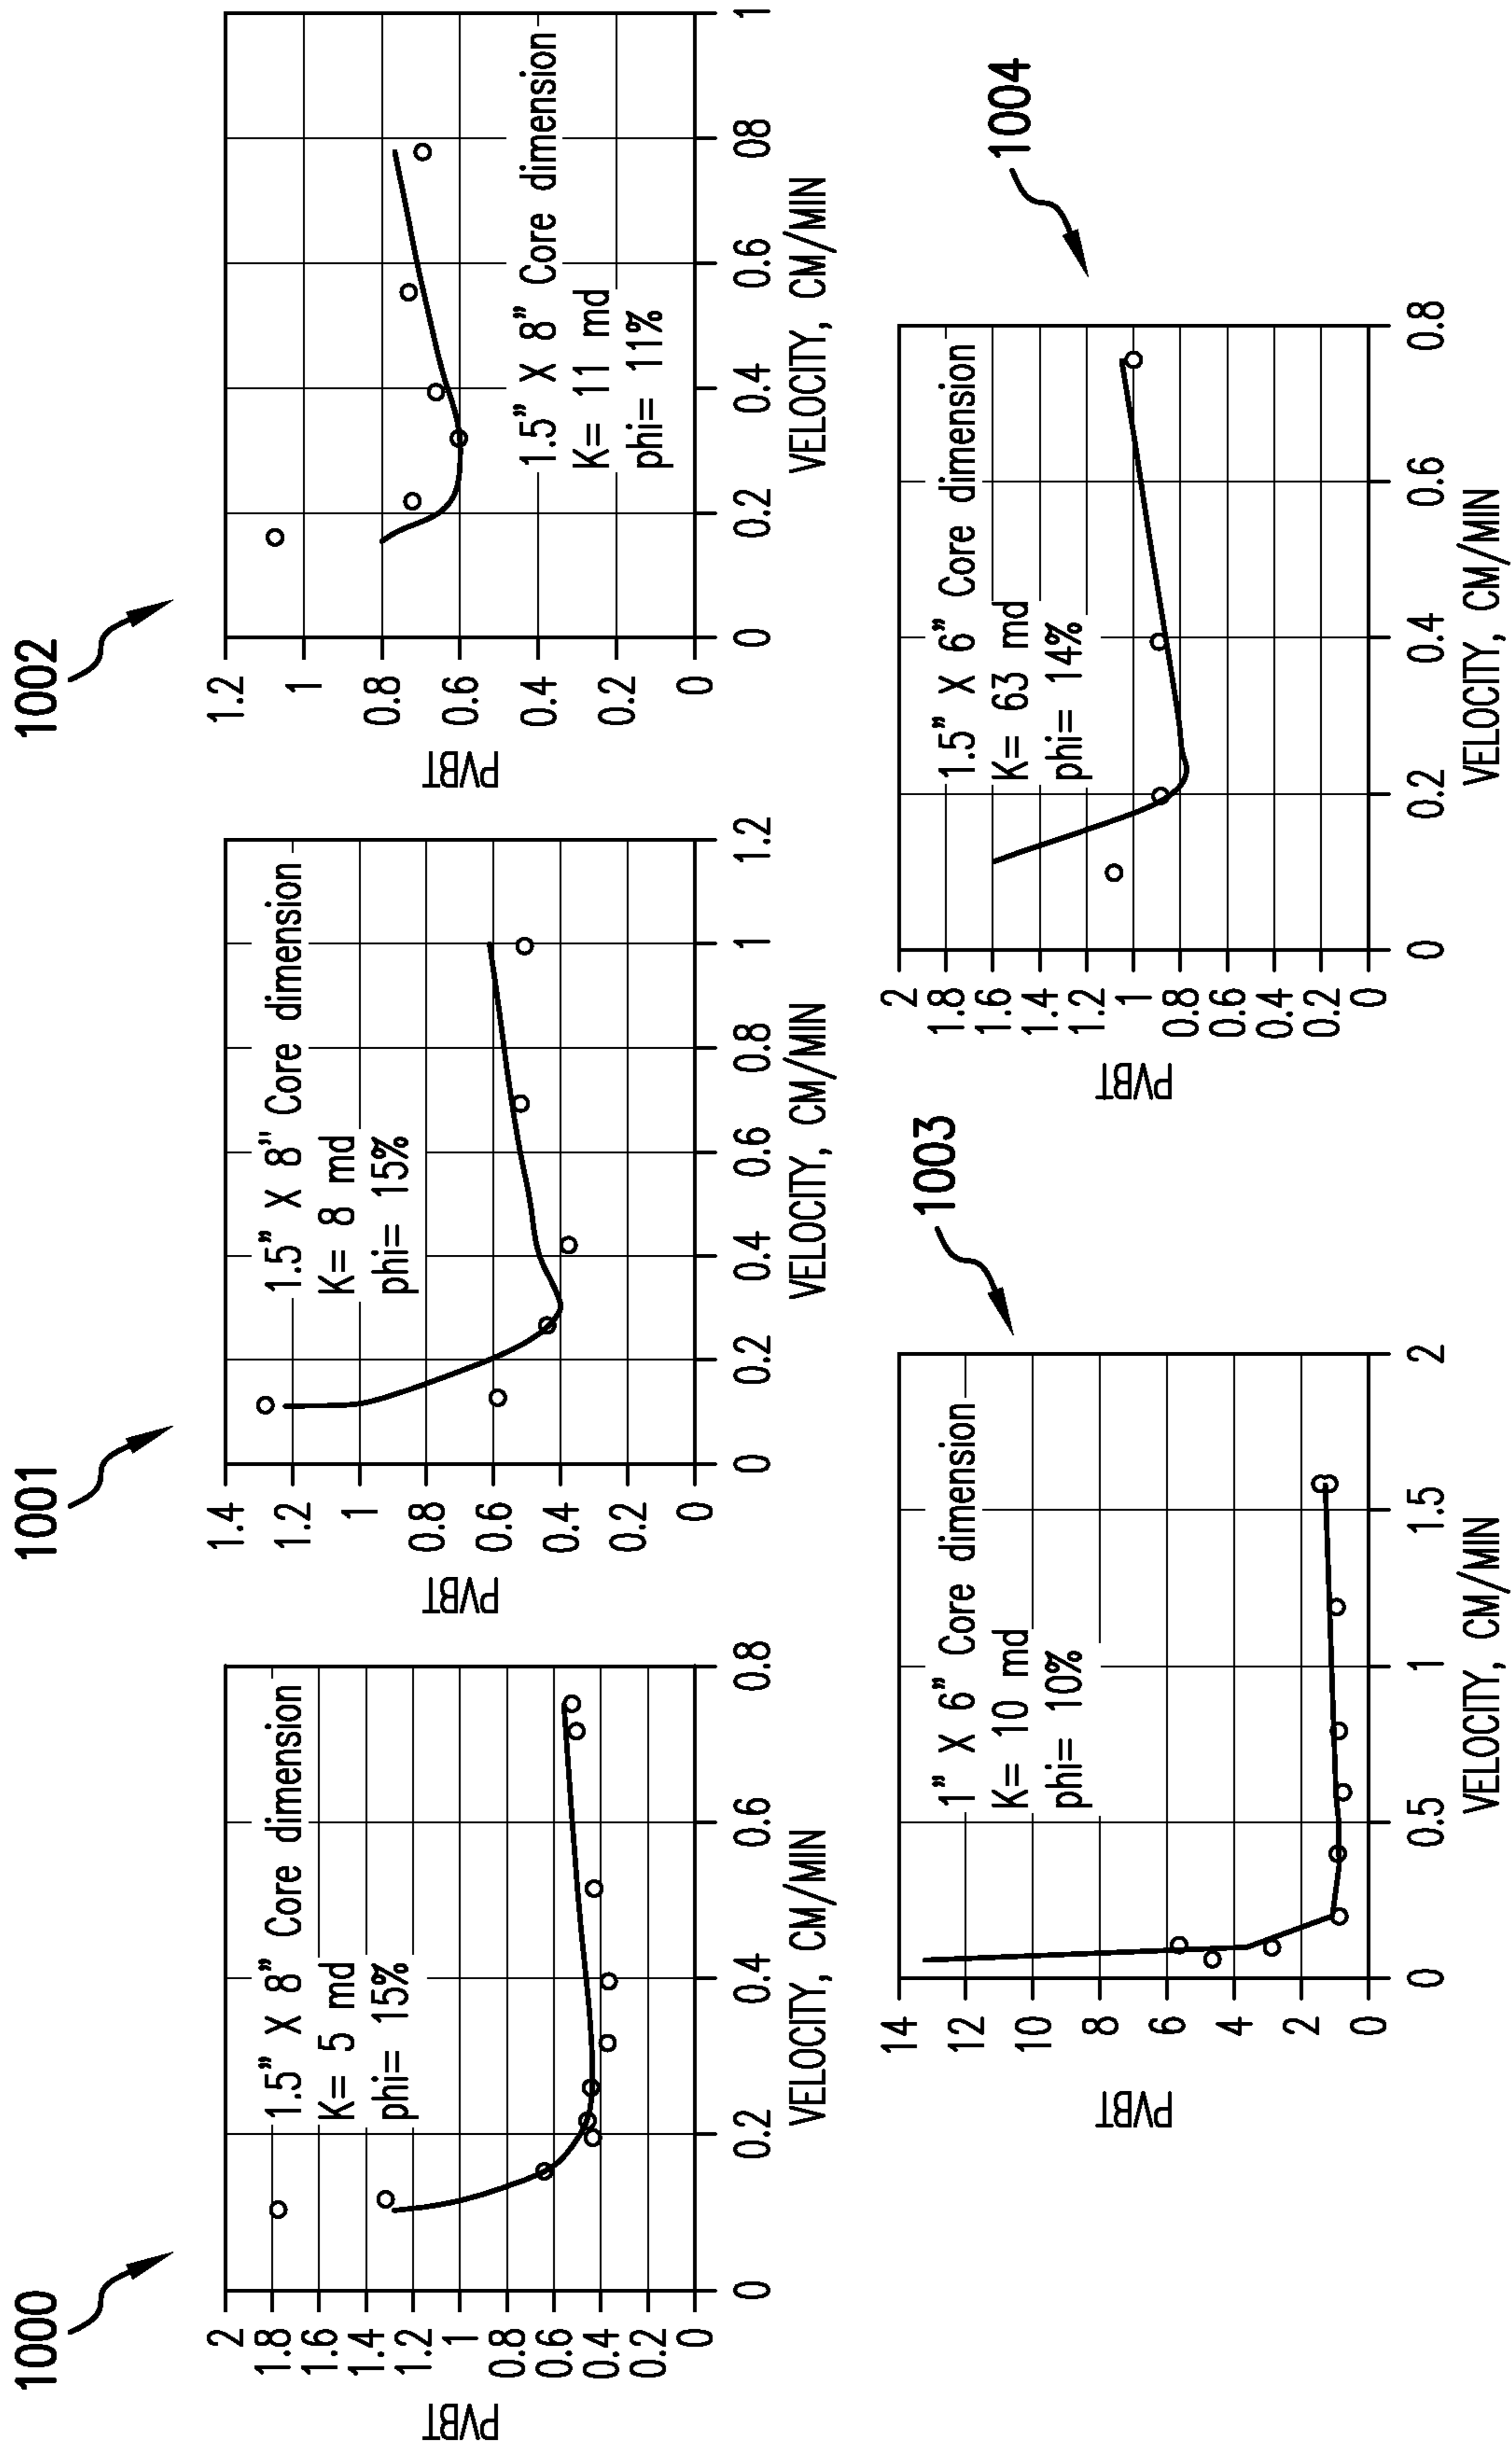 1000
PVBT
2
1.8
1.6
1.4
1.2
1
0.8
0.6
0.4
0.2
0
1.5” X 8” Core dimension
K= 5 md
phi= 15%
0 0.2 0.4 0.6 0.8
VELOCITY, CM/MIN
1001
PVBT
1.4
1.2
1
0.8
0.6
0.4
0.2
0
1.5” X 8” Core dimension
K= 8 md
phi= 15%
0 0.2 0.4 0.6 0.8 1 1.2
VELOCITY, CM/MIN
1002
PVBT
1.2
1
0.8
0.6
0.4
0.2
0
1.5” X 8” Core dimension
K= 11 md
phi= 11%
0 0.2 0.4 0.6 08 1
VELOCITY, CM/MIN
1003
PVBT
14
12
10
8
6
4
2
0
1” X 6” Core dimension
K= 10 md
phi= 10%
0 0.5 1 1.5 2
VELOCITY, CM/MIN
1004
PVBT
2
1.8
1.6
1.4
1.2
1
0.8
0.6
0.4
0.2
0
1.5” X 6” Core dimension
K= 63 md
phi= 14%
0 0.2 0.4 0.6 0.8
VELOCITY, CM/MIN